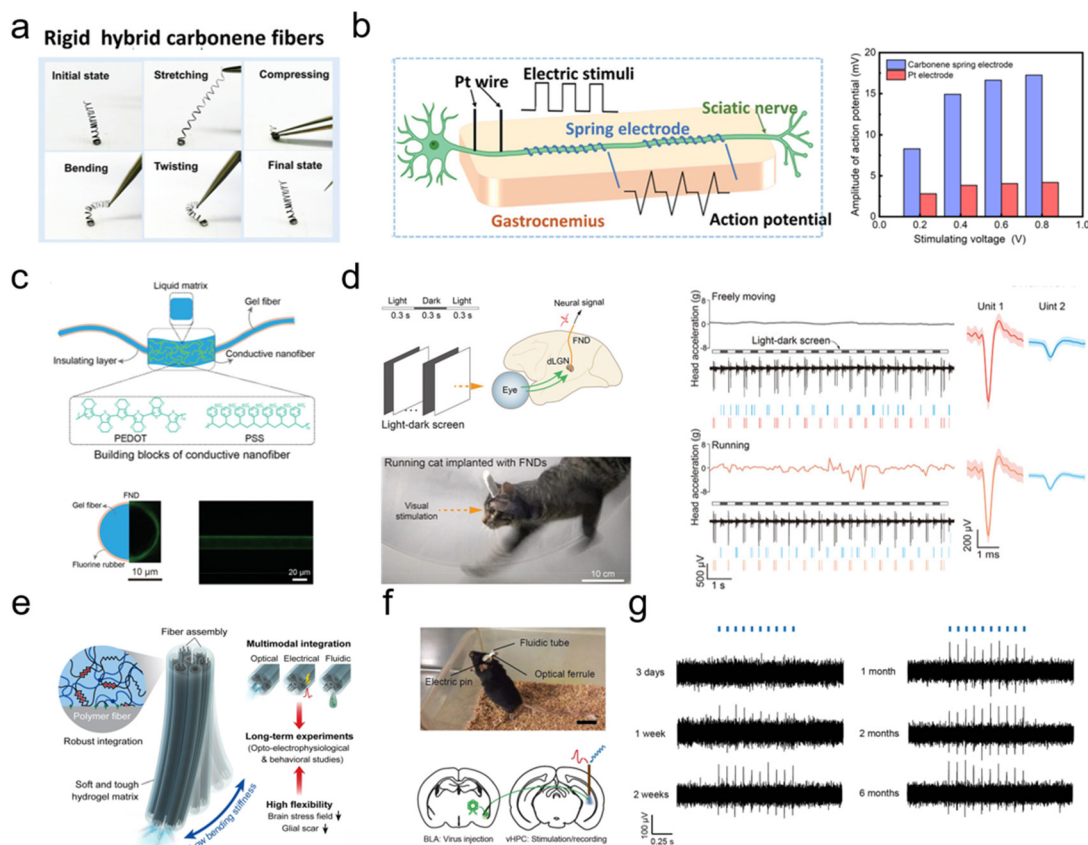 a
Rigid hybrid carbonene fibers
Initial state
Stretching
Compressing
Bending
Twisting
Final state
b
Electric stimuli
Pt wire
Sciatic nerve
Spring electrode
Gastrocnemius
Action potential
Amplitude of action potential (mV)
20
15
10
5
0
Carbonene spring electrode
Pt electrode
0.2
0.4
0.6
0.8
1.0
Stimulating voltage (V)
c
Liquid matrix
Gel fiber
Insulating layer
Conductive nanofiber
PEDOT
PSS
Building blocks of conductive nanofiber
FND
Gel fiber
Fluorine rubber
10 μm
20 μm
d
Light Dark Light
0.3 s 0.3 s 0.3 s
Neural signal
FND
dLGN
Eye
Light-dark screen
Running cat implanted with FNDs
Visual
stimulation
10 cm
Freely moving
Head acceleration (g)
8
0
-8
Light-dark screen
Unit 1
Uint 2
Running
Head acceleration (g)
8
0
-8
500 μV
1 s
200 μV
1 ms
e
Fiber assembly
Polymer fiber
Robust integration
Soft and tough
hydrogel matrix
bending stiffness
Multimodal integration
Optical Electrical Fluidic
Long-term experiments
(Opto-electrophysiological
& behavioral studies)
High flexibility
Brain stress field
Glial scar
f
Fluidic tube
Electric pin
Optical ferrule
BLA: Virus injection
vHPC: Stimulation/recording
g
3 days
1 week
2 weeks
1 month
2 months
6 months
100 μV
0.25 s